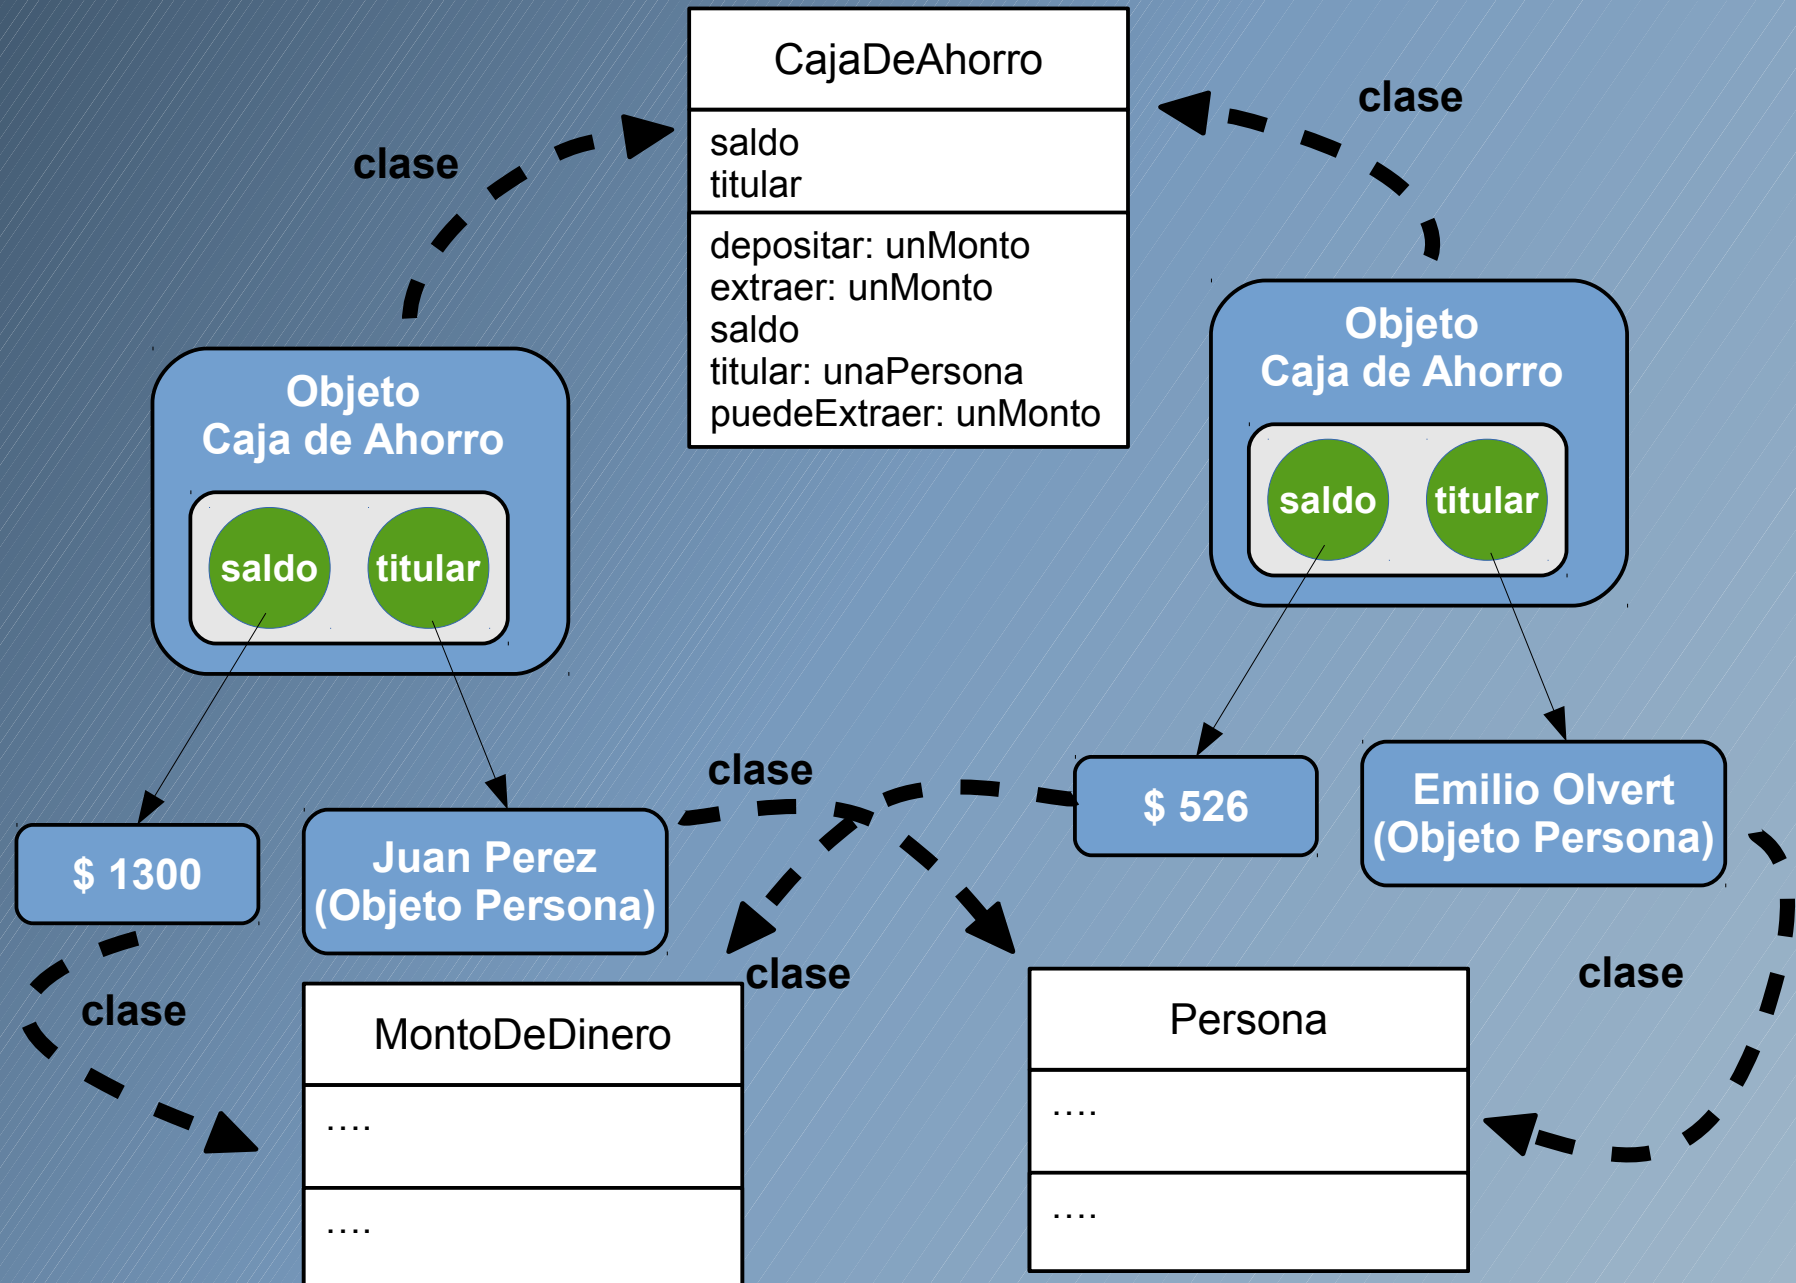 CajaDeAhorro
saldo
titular
depositar: unMonto
extraer: unMonto
saldo
titular: unaPersona
puedeExtraer: unMonto
clase
clase
Objeto
Caja de Ahorro
saldo
titular
Objeto
Caja de Ahorro
saldo
titular
$ 1300
Juan Perez
(Objeto Persona)
clase
$ 526
Emilio Olvert
(Objeto Persona)
clase
clase
clase
MontoDeDinero
....
....
Persona
....
....